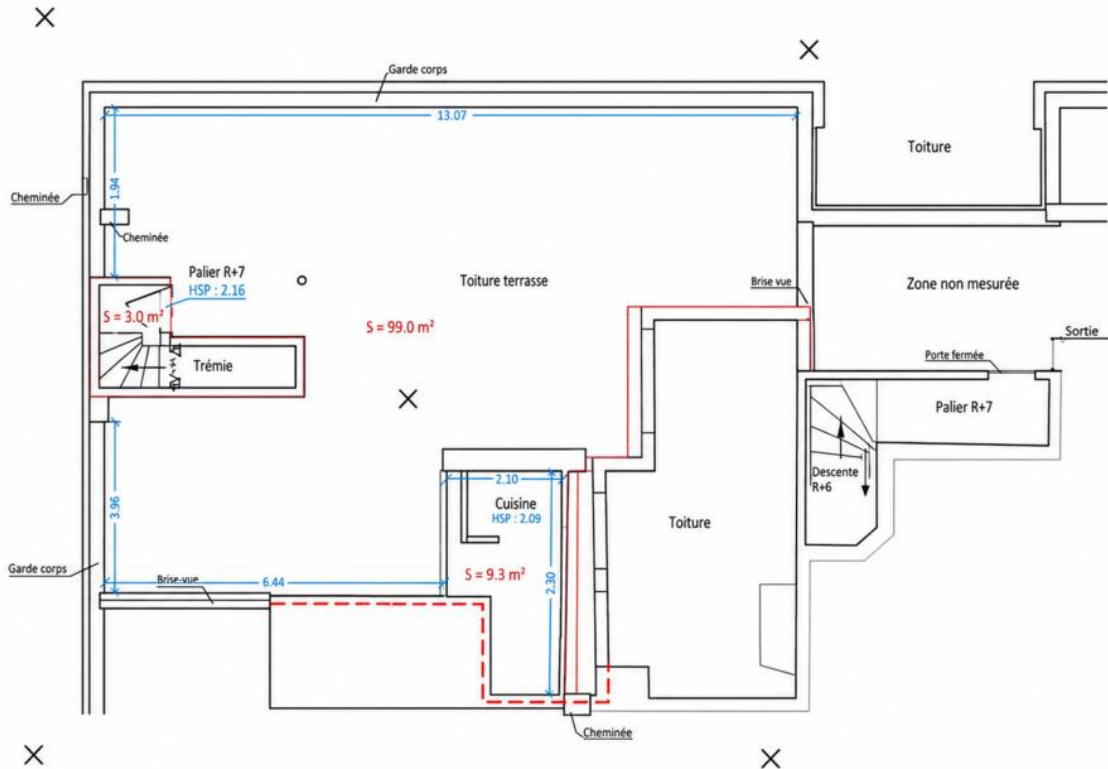 Garde corps
13.07
Toiture
Cheminée
1.94
Cheminée
Palier R+7
HSP : 2.16
Toiture terrasse
Brise vue
Zone non mesurée
S = 3.0 m²
S = 99.0 m²
Sortie
Porte fermée
Trémie
Palier R+7
2.10
Descente
R+6
Cuisine
HSP : 2.09
3.96
Toiture
Garde corps
Brise-vue
6.44
S = 9.3 m²
2.30
Cheminée